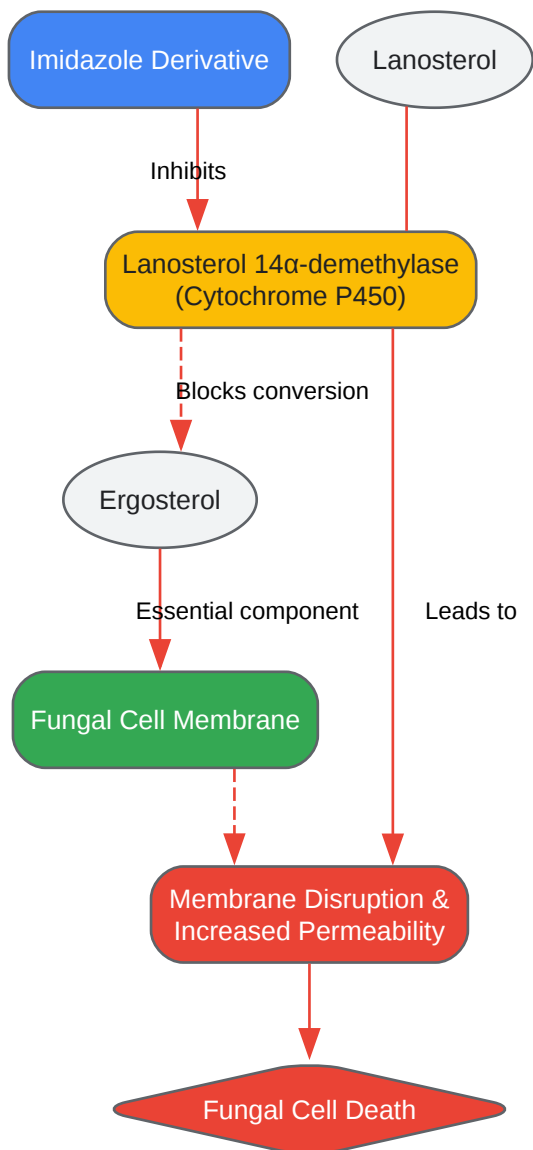 Imidazole Derivative
Lanosterol
Inhibits
Lanosterol 14α-demethylase
(Cytochrome P450)
Blocks conversion
Ergosterol
Essential component
Leads to
Fungal Cell Membrane
Membrane Disruption &
Increased Permeability
Fungal Cell Death